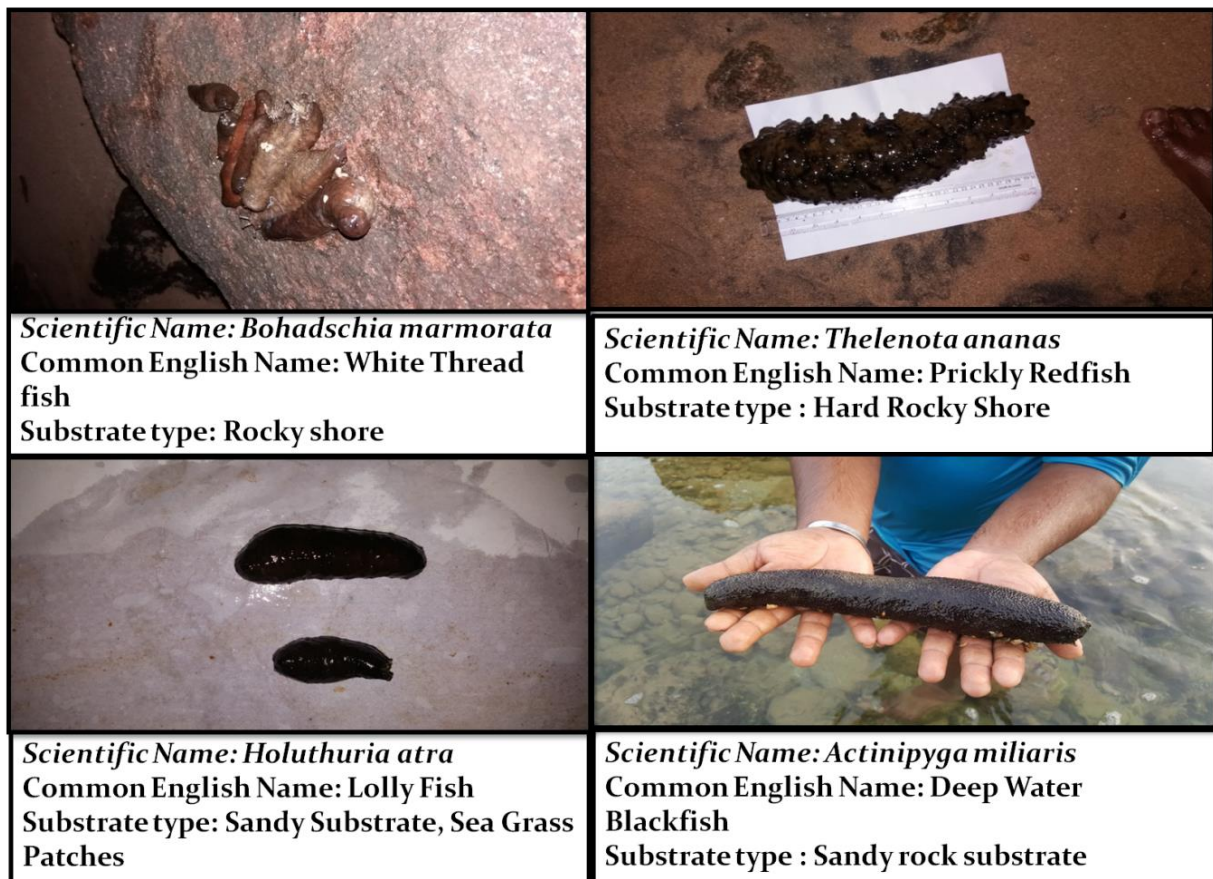 Scientific Name: Bohadschia marmorata
Common English Name: White Thread
fish
Substrate type: Rocky shore
Scientific Name: Thelenota ananas
Common English Name: Prickly Redfish
Substrate type : Hard Rocky Shore
Scientific Name: Holuthuria atra
Common English Name: Lolly Fish
Substrate type: Sandy Substrate, Sea Grass
Patches
Scientific Name: Actinipyga miliaris
Common English Name: Deep Water
Blackfish
Substrate type : Sandy rock substrate